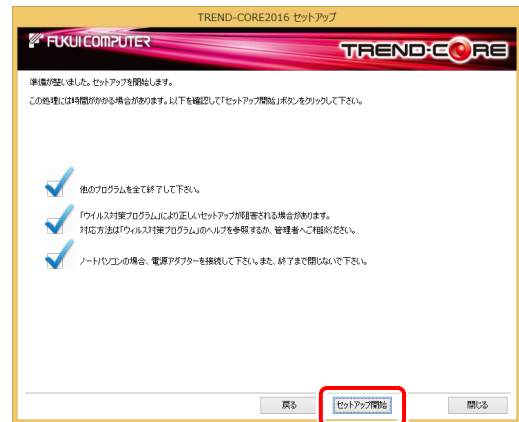 TREND-CORE2016 セットアップ
FUKUI COMPUTER
TREND-CORE
準備が整いました。セットアップを開始します。
この処理には時間がかかる場合があります。以下を確認して「セットアップ開始」ボタンをクリックして下さい。
他のプログラムを全て終了して下さい。
「ウイルス対策プログラム」により正しいセットアップが阻害される場合があります。
対応方法は「ウィルス対策プログラム」のヘルプを参照するか、管理者へご相談ください。
ノートパソコンの場合、電源アダプターを接続して下さい。また、終了まで閉じないで下さい。
戻る
セットアップ開始
閉じる